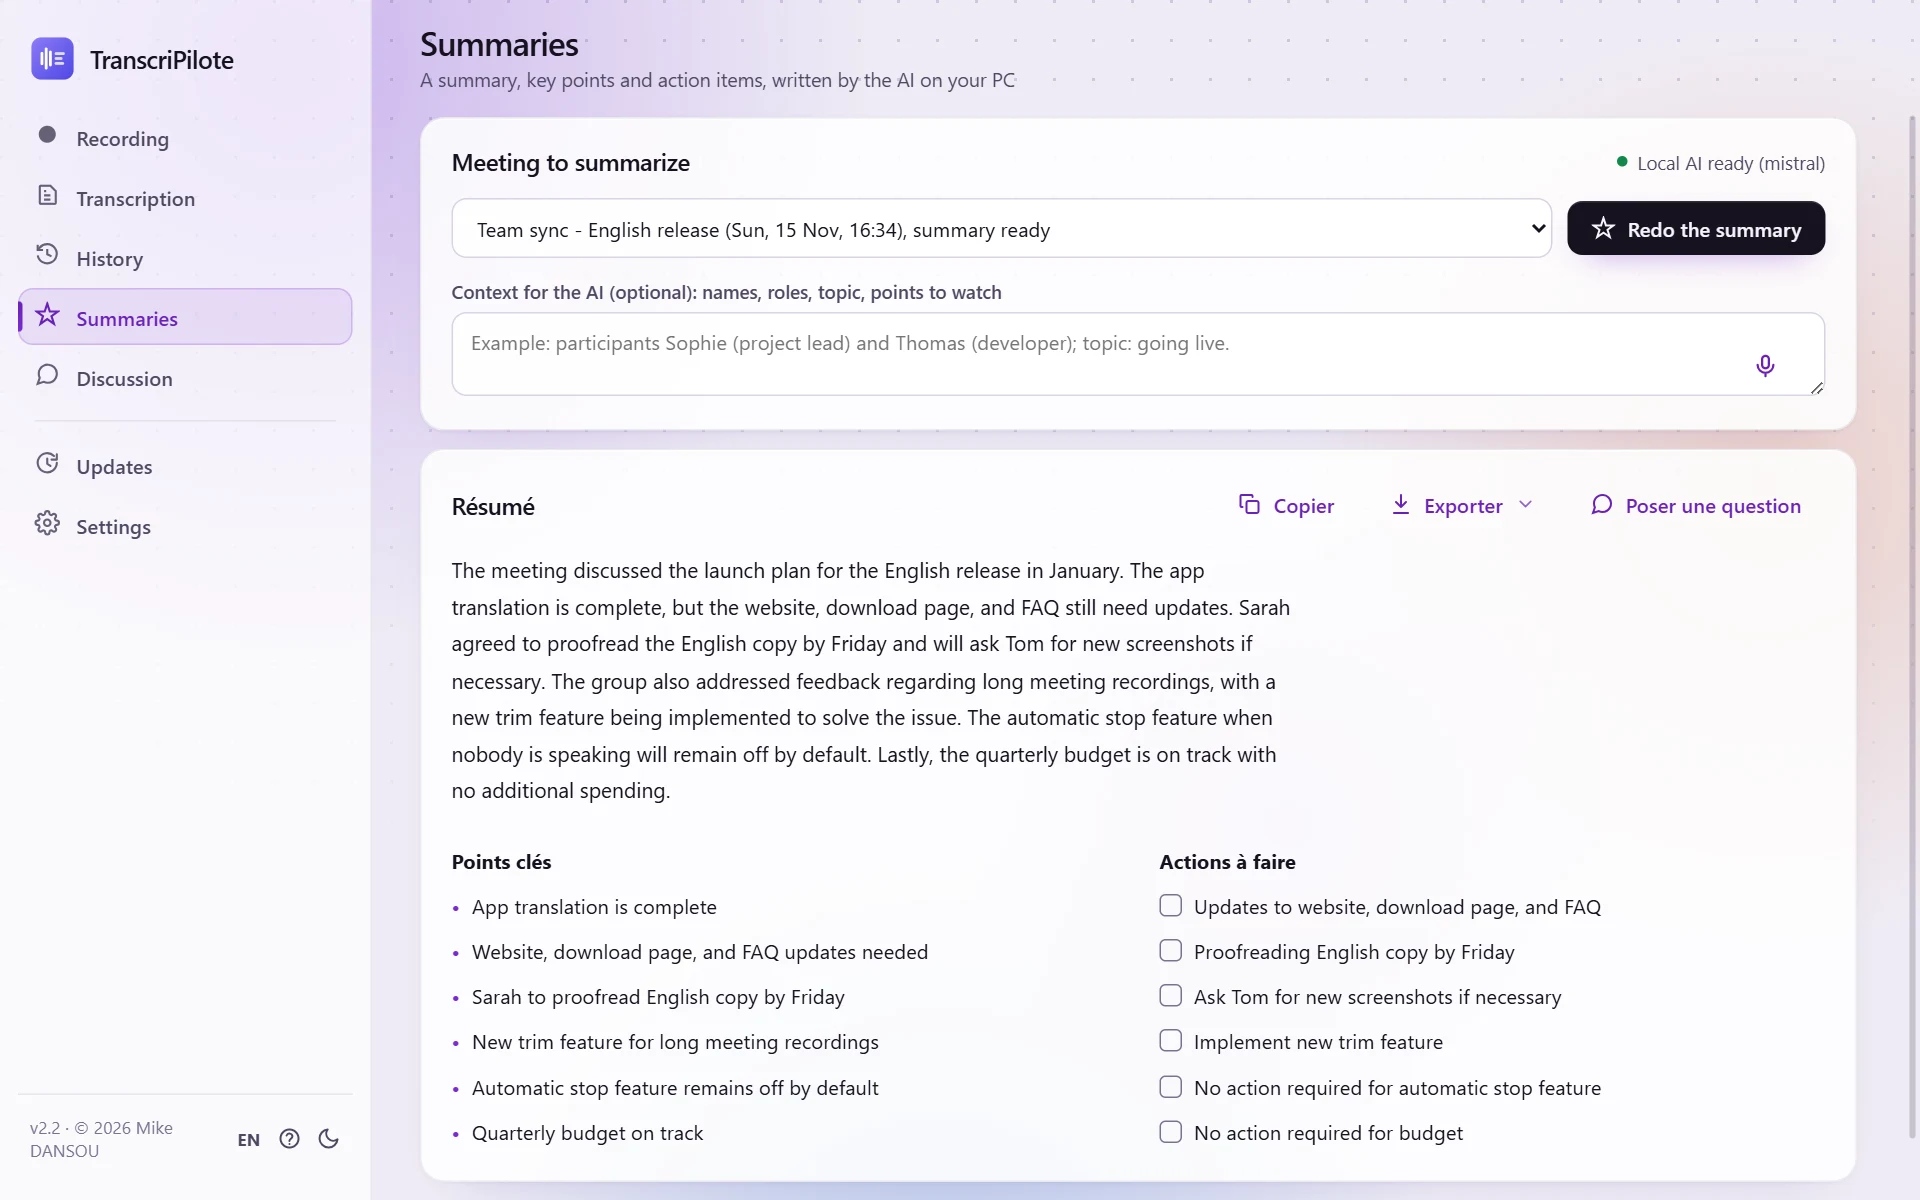 TranscriPilote
Recording
Transcription
History
Summaries
Discussion
Updates
Settings
v2.2 · © 2026 Mike
DANSOU
EN
Summaries
A summary, key points and action items, written by the AI on your PC
Meeting to summarize
Local AI ready (mistral)
Team sync - English release (Sun, 15 Nov, 16:34), summary ready
Redo the summary
Context for the AI (optional): names, roles, topic, points to watch
Example: participants Sophie (project lead) and Thomas (developer); topic: going live.
Résumé
Copier
Exporter
Poser une question
The meeting discussed the launch plan for the English release in January. The app
translation is complete, but the website, download page, and FAQ still need updates. Sarah
agreed to proofread the English copy by Friday and will ask Tom for new screenshots if
necessary. The group also addressed feedback regarding long meeting recordings, with a
new trim feature being implemented to solve the issue. The automatic stop feature when
nobody is speaking will remain off by default. Lastly, the quarterly budget is on track with
no additional spending.
Points clés
• App translation is complete
• Website, download page, and FAQ updates needed
• Sarah to proofread English copy by Friday
• New trim feature for long meeting recordings
• Automatic stop feature remains off by default
• Quarterly budget on track
Actions à faire
Updates to website, download page, and FAQ
Proofreading English copy by Friday
Ask Tom for new screenshots if necessary
Implement new trim feature
No action required for automatic stop feature
No action required for budget